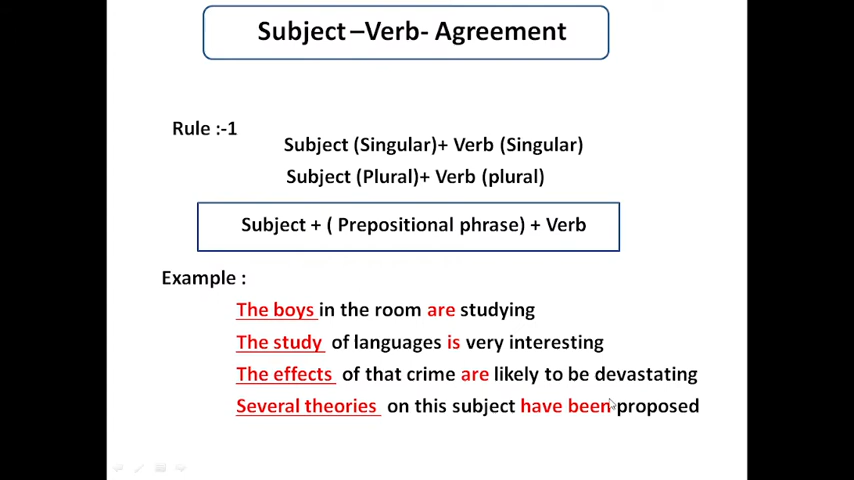 Subject –Verb- Agreement
Rule :-1
Subject (Singular)+ Verb (Singular)
Subject (Plural)+ Verb (plural)
Subject + ( Prepositional phrase) + Verb
Example :
The boys in the room are studying
The study of languages is very interesting
The effects of that crime are likely to be devastating
Several theories on this subject have been proposed